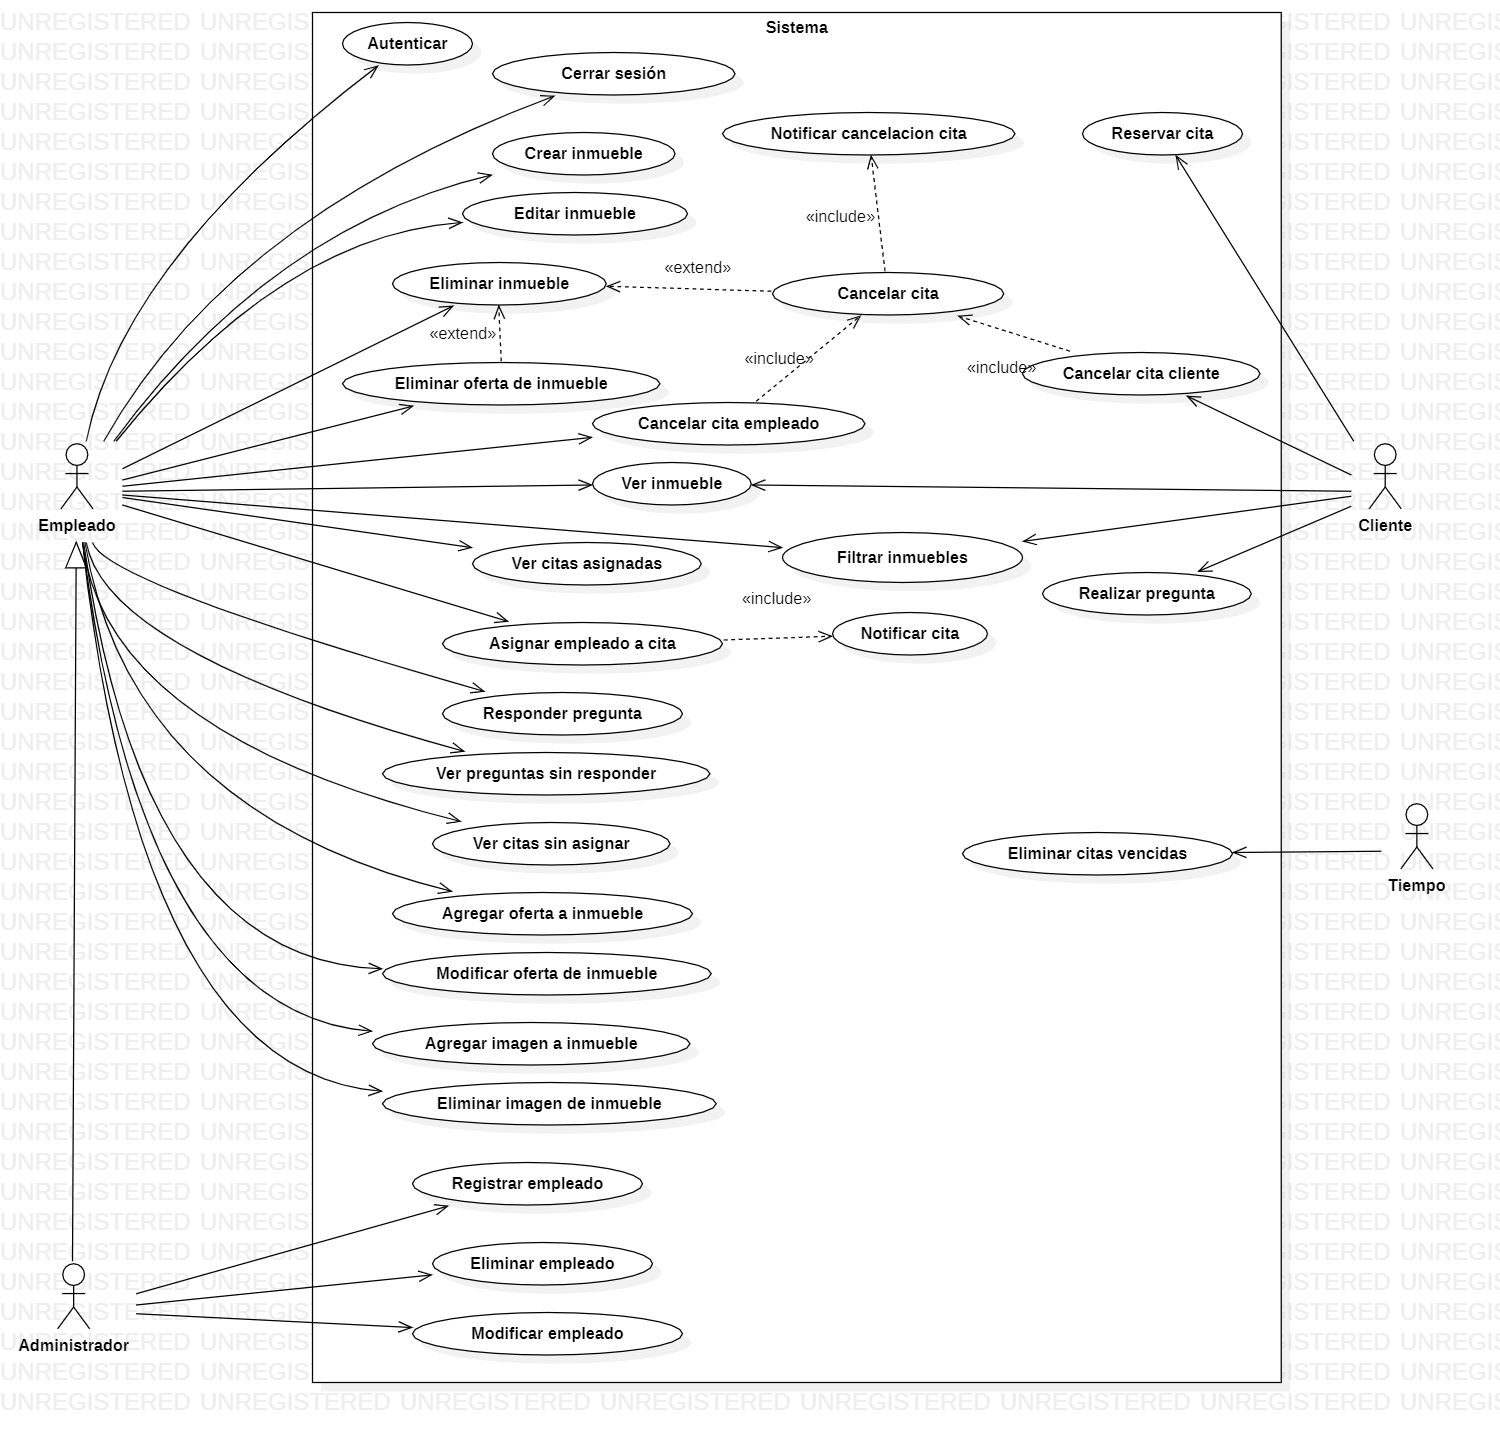 Sistema
Autenticar
Cerrar sesión
Notificar cancelacion cita
Reservar cita
Crear inmueble
Editar inmueble
«include»
«extend»
Eliminar inmueble
Cancelar cita
«extend»
«include»
«include»
Cancelar cita cliente
Eliminar oferta de inmueble
Cancelar cita empleado
Ver inmueble
Empleado
Cliente
Ver citas asignadas
Filtrar inmuebles
Realizar pregunta
«include»
Asignar empleado a cita
Notificar cita
Responder pregunta
Ver preguntas sin responder
Ver citas sin asignar
Eliminar citas vencidas
Tiempo
Agregar oferta a inmueble
Modificar oferta de inmueble
Agregar imagen a inmueble
Eliminar imagen de inmueble
Registrar empleado
Eliminar empleado
Modificar empleado
Administrador
UNREGISTERED UNREGISTERED UNREGISTERED UNREGISTERED UNREGISTERED UNREGISTERED UNREGISTERED UNREGIS